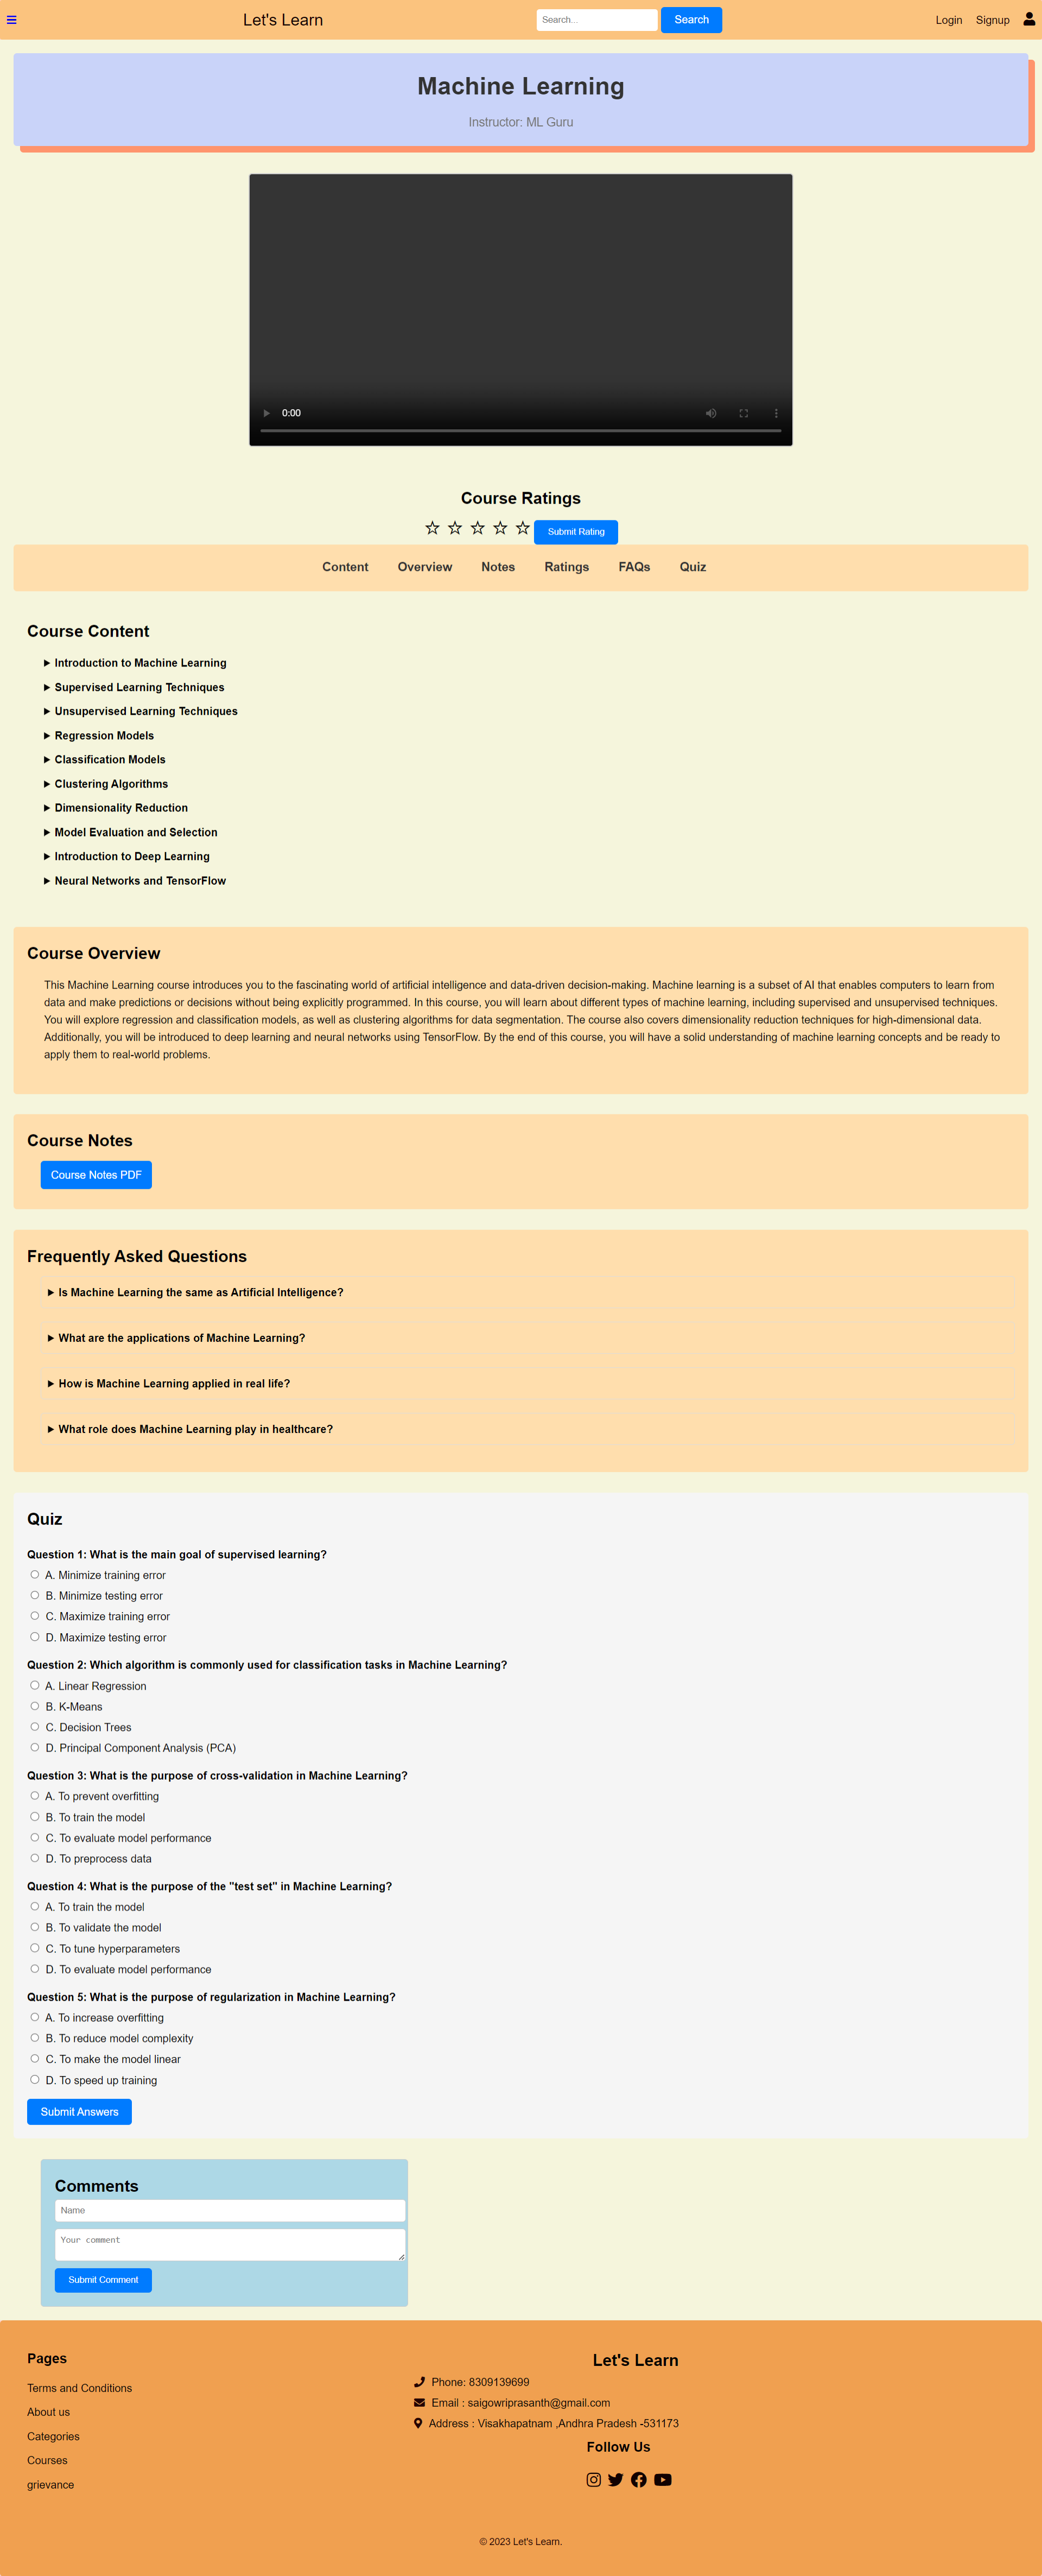 Let's Learn
Search...
Search
Login
Signup
Machine Learning
Instructor: ML Guru
0:00
Course Ratings
Submit Rating
Content
Overview
Notes
Ratings
FAQs
Quiz
Course Content
Introduction to Machine Learning
Supervised Learning Techniques
Unsupervised Learning Techniques
Regression Models
Classification Models
Clustering Algorithms
Dimensionality Reduction
Model Evaluation and Selection
Introduction to Deep Learning
Neural Networks and TensorFlow
Course Overview
This Machine Learning course introduces you to the fascinating world of artificial intelligence and data-driven decision-making. Machine learning is a subset of AI that enables computers to learn from
data and make predictions or decisions without being explicitly programmed. In this course, you will learn about different types of machine learning, including supervised and unsupervised techniques.
You will explore regression and classification models, as well as clustering algorithms for data segmentation. The course also covers dimensionality reduction techniques for high-dimensional data.
Additionally, you will be introduced to deep learning and neural networks using TensorFlow. By the end of this course, you will have a solid understanding of machine learning concepts and be ready to
apply them to real-world problems.
Course Notes
Course Notes PDF
Frequently Asked Questions
Is Machine Learning the same as Artificial Intelligence?
What are the applications of Machine Learning?
How is Machine Learning applied in real life?
What role does Machine Learning play in healthcare?
Quiz
Question 1: What is the main goal of supervised learning?
A. Minimize training error
B. Minimize testing error
C. Maximize training error
D. Maximize testing error
Question 2: Which algorithm is commonly used for classification tasks in Machine Learning?
A. Linear Regression
B. K-Means
C. Decision Trees
D. Principal Component Analysis (PCA)
Question 3: What is the purpose of cross-validation in Machine Learning?
A. To prevent overfitting
B. To train the model
C. To evaluate model performance
D. To preprocess data
Question 4: What is the purpose of the "test set" in Machine Learning?
A. To train the model
B. To validate the model
C. To tune hyperparameters
D. To evaluate model performance
Question 5: What is the purpose of regularization in Machine Learning?
A. To increase overfitting
B. To reduce model complexity
C. To make the model linear
D. To speed up training
Submit Answers
Comments
Name
Your comment
Submit Comment
Pages
Terms and Conditions
About us
Categories
Courses
grievance
Let's Learn
Phone: 8309139699
Email : saigowriprasanth@gmail.com
Address : Visakhapatnam ,Andhra Pradesh -531173
Follow Us
© 2023 Let's Learn.